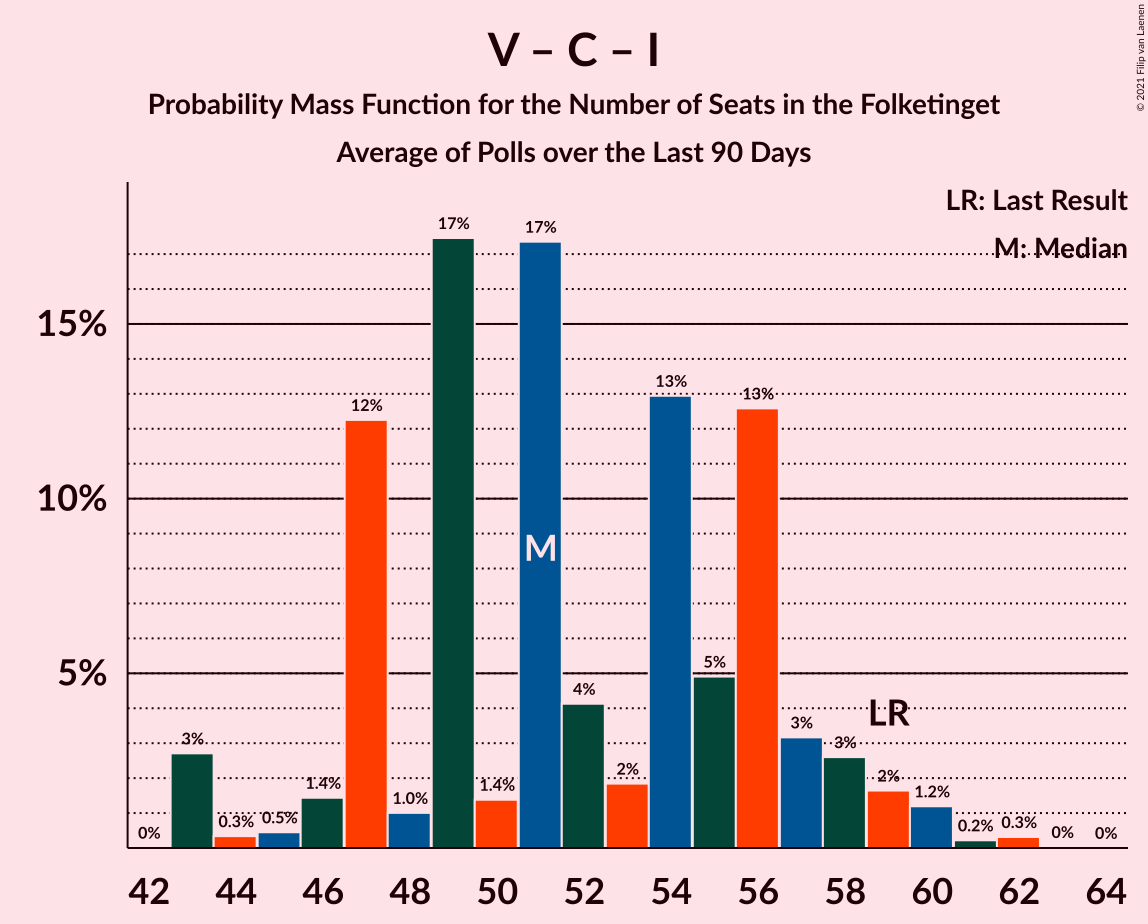 V – C – I
Probability Mass Function for the Number of Seats in the Folketinget
Average of Polls over the Last 90 Days
© 2021 Filip van Laenen
LR: Last Result
M: Median
15%
10%
5%
0%
3%
0.3%
0.5%
1.4%
12%
1.0%
17%
1.4%
17%
4%
2%
13%
5%
13%
3%
3%
2%
1.2%
0.2%
0.3%
0%
0%
M
LR
42 44 46 48 50 52 54 56 58 60 62 64